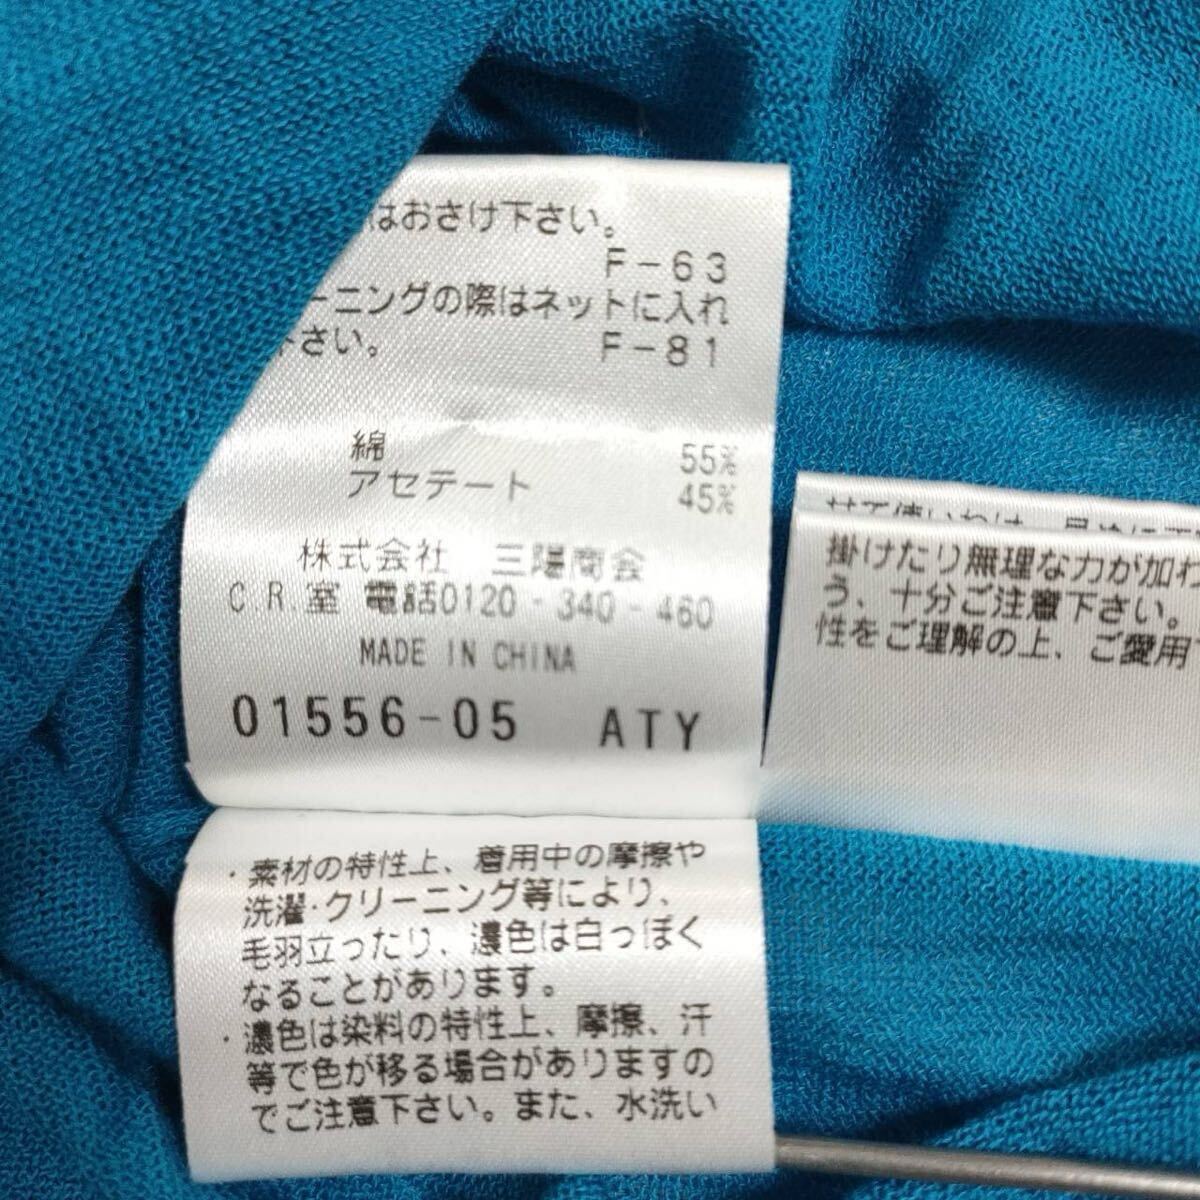 はおさけ下さい。
F-63
ーニングの際はネットに入れ
さい。
F-81
綿 55%
アセテート 45%
株式会社 三陽商会
C.R.室 電話0120-340-460
MADE IN CHINA
01556-05 ATY
・素材の特性上、着用中の摩擦や
洗濯・クリーニング等により、
毛羽立ったり、濃色は白っぽく
なることがあります。
・濃色は染料の特性上、摩擦、汗
等で色が移る場合がありますの
でご注意下さい。また、水洗い
掛けたり無理な力が加わ
う、十分ご注意下さい。
性をご理解の上、ご愛用